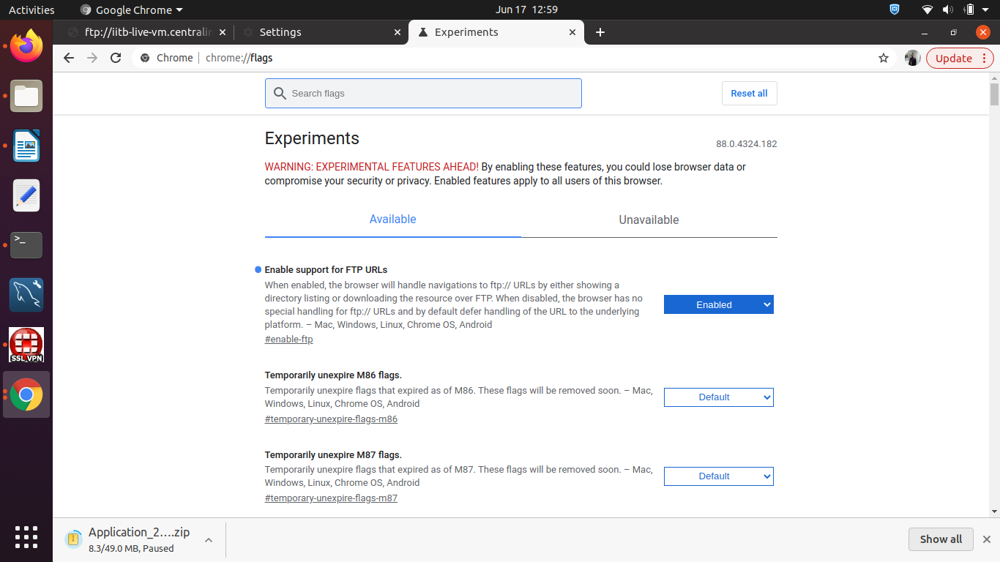 Activities
Google Chrome
Jun 17 12:59
ftp://iitb-live-vm.centralin
Settings
Experiments
Chrome
chrome://flags
Update
Search flags
Reset all
Experiments
88.0.4324.182
WARNING: EXPERIMENTAL FEATURES AHEAD! By enabling these features, you could lose browser data or
compromise your security or privacy. Enabled features apply to all users of this browser.
Available
Unavailable
Enable support for FTP URLs
When enabled, the browser will handle navigations to ftp:// URLs by either showing a
directory listing or downloading the resource over FTP. When disabled, the browser has no
special handling for ftp:// URLs and by default defer handling of the URL to the underlying
platform. – Mac, Windows, Linux, Chrome OS, Android
#enable-ftp
Enabled
Temporarily unexpire M86 flags.
Temporarily unexpire flags that expired as of M86. These flags will be removed soon. – Mac,
Windows, Linux, Chrome OS, Android
#temporary-unexpire-flags-m86
Default
Temporarily unexpire M87 flags.
Temporarily unexpire flags that expired as of M87. These flags will be removed soon. – Mac,
Windows, Linux, Chrome OS, Android
#temporary-unexpire-flags-m87
Default
>_
SSL VPN
Application_2....zip
8.3/49.0 MB, Paused
Show all